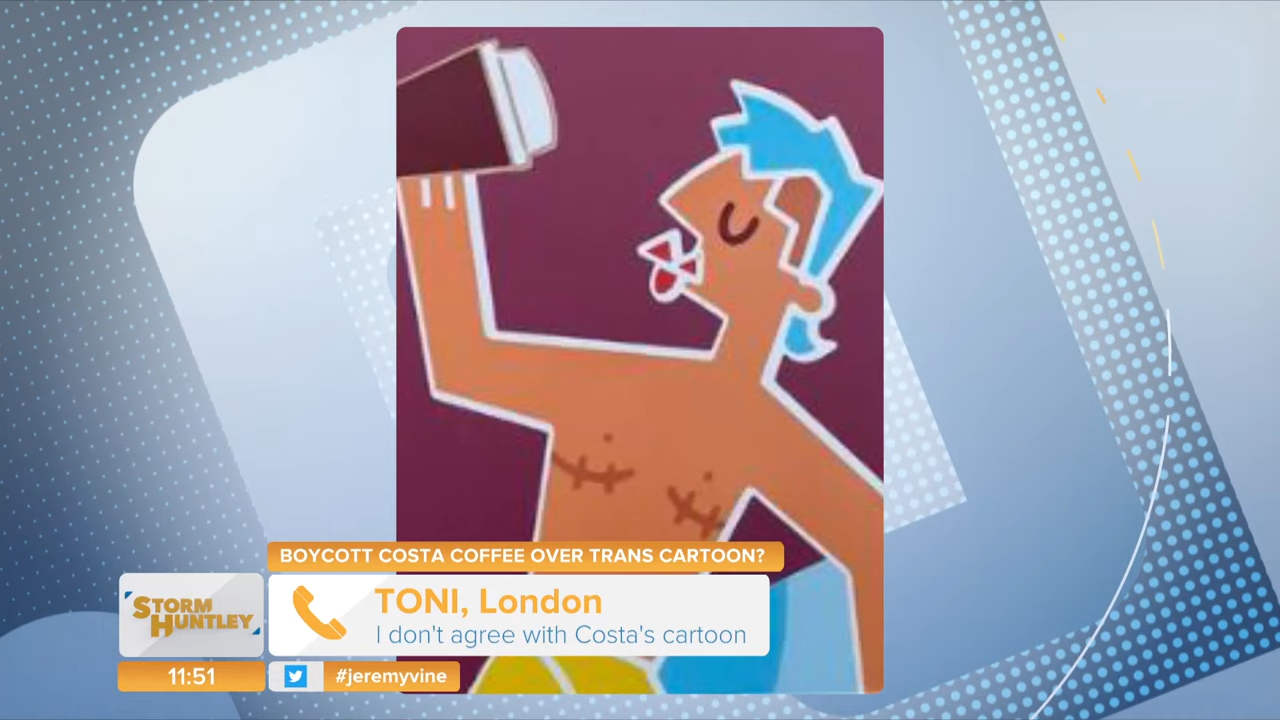 BOYCOTT COSTA COFFEE OVER TRANS CARTOON?
STORM
HUNTLEY
TONI, London
I don't agree with Costa's cartoon
11:51
#jeremyvine